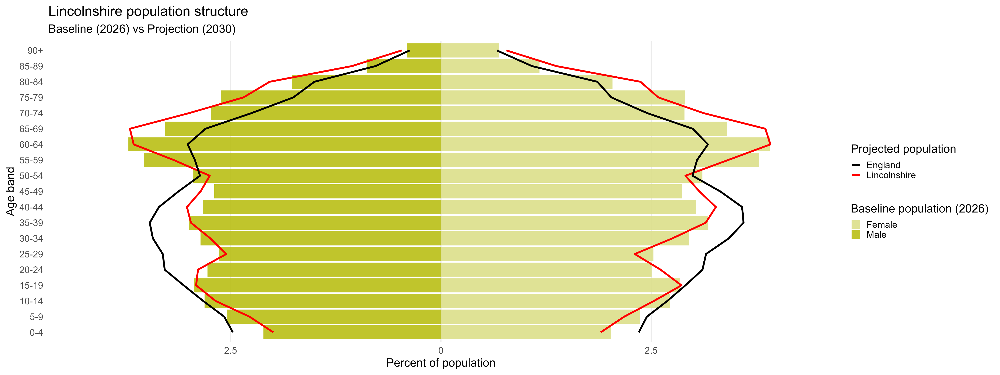 Lincolnshire population structure
Baseline (2026) vs Projection (2030)
Age band
90+
85-89
80-84
75-79
70-74
65-69
60-64
55-59
50-54
45-49
40-44
35-39
30-34
25-29
20-24
15-19
10-14
5-9
0-4
2.5 0 2.5
Percent of population
Projected population
England
Lincolnshire
Baseline population (2026)
Female
Male